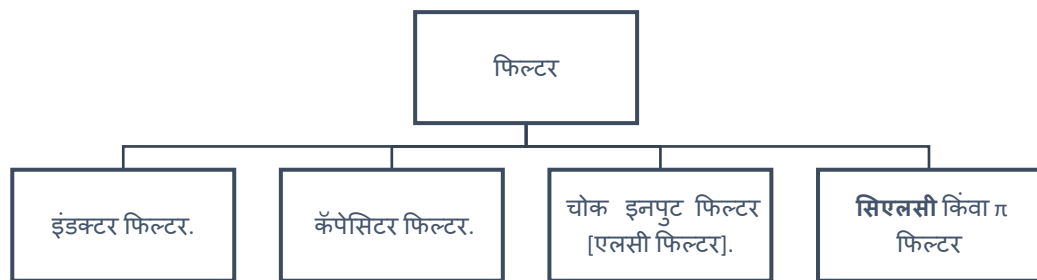 फिल्टर
इंडक्टर फिल्टर.
कॅपेसिटर फिल्टर.
चोक इनपुट फिल्टर
[एलसी फिल्टर].
सिएलसी किंवा π
फिल्टर